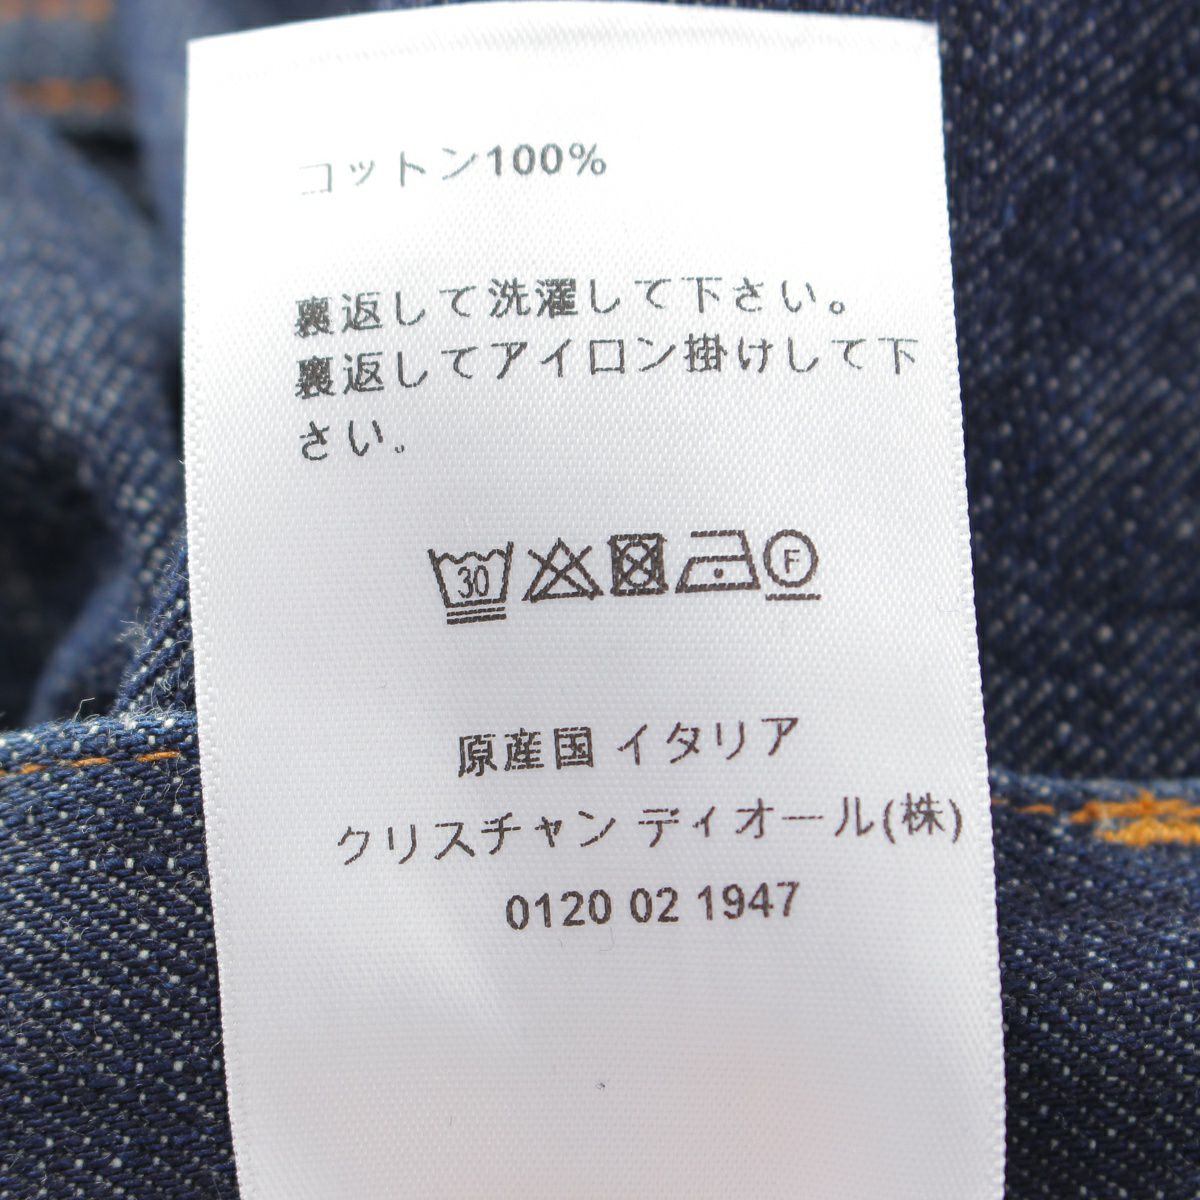 コットン100%
裏返して洗濯して下さい。
裏返してアイロン掛けして下
さい。
30 F
原産国 イタリア
クリスチャン ディオール(株)
0120 02 1947